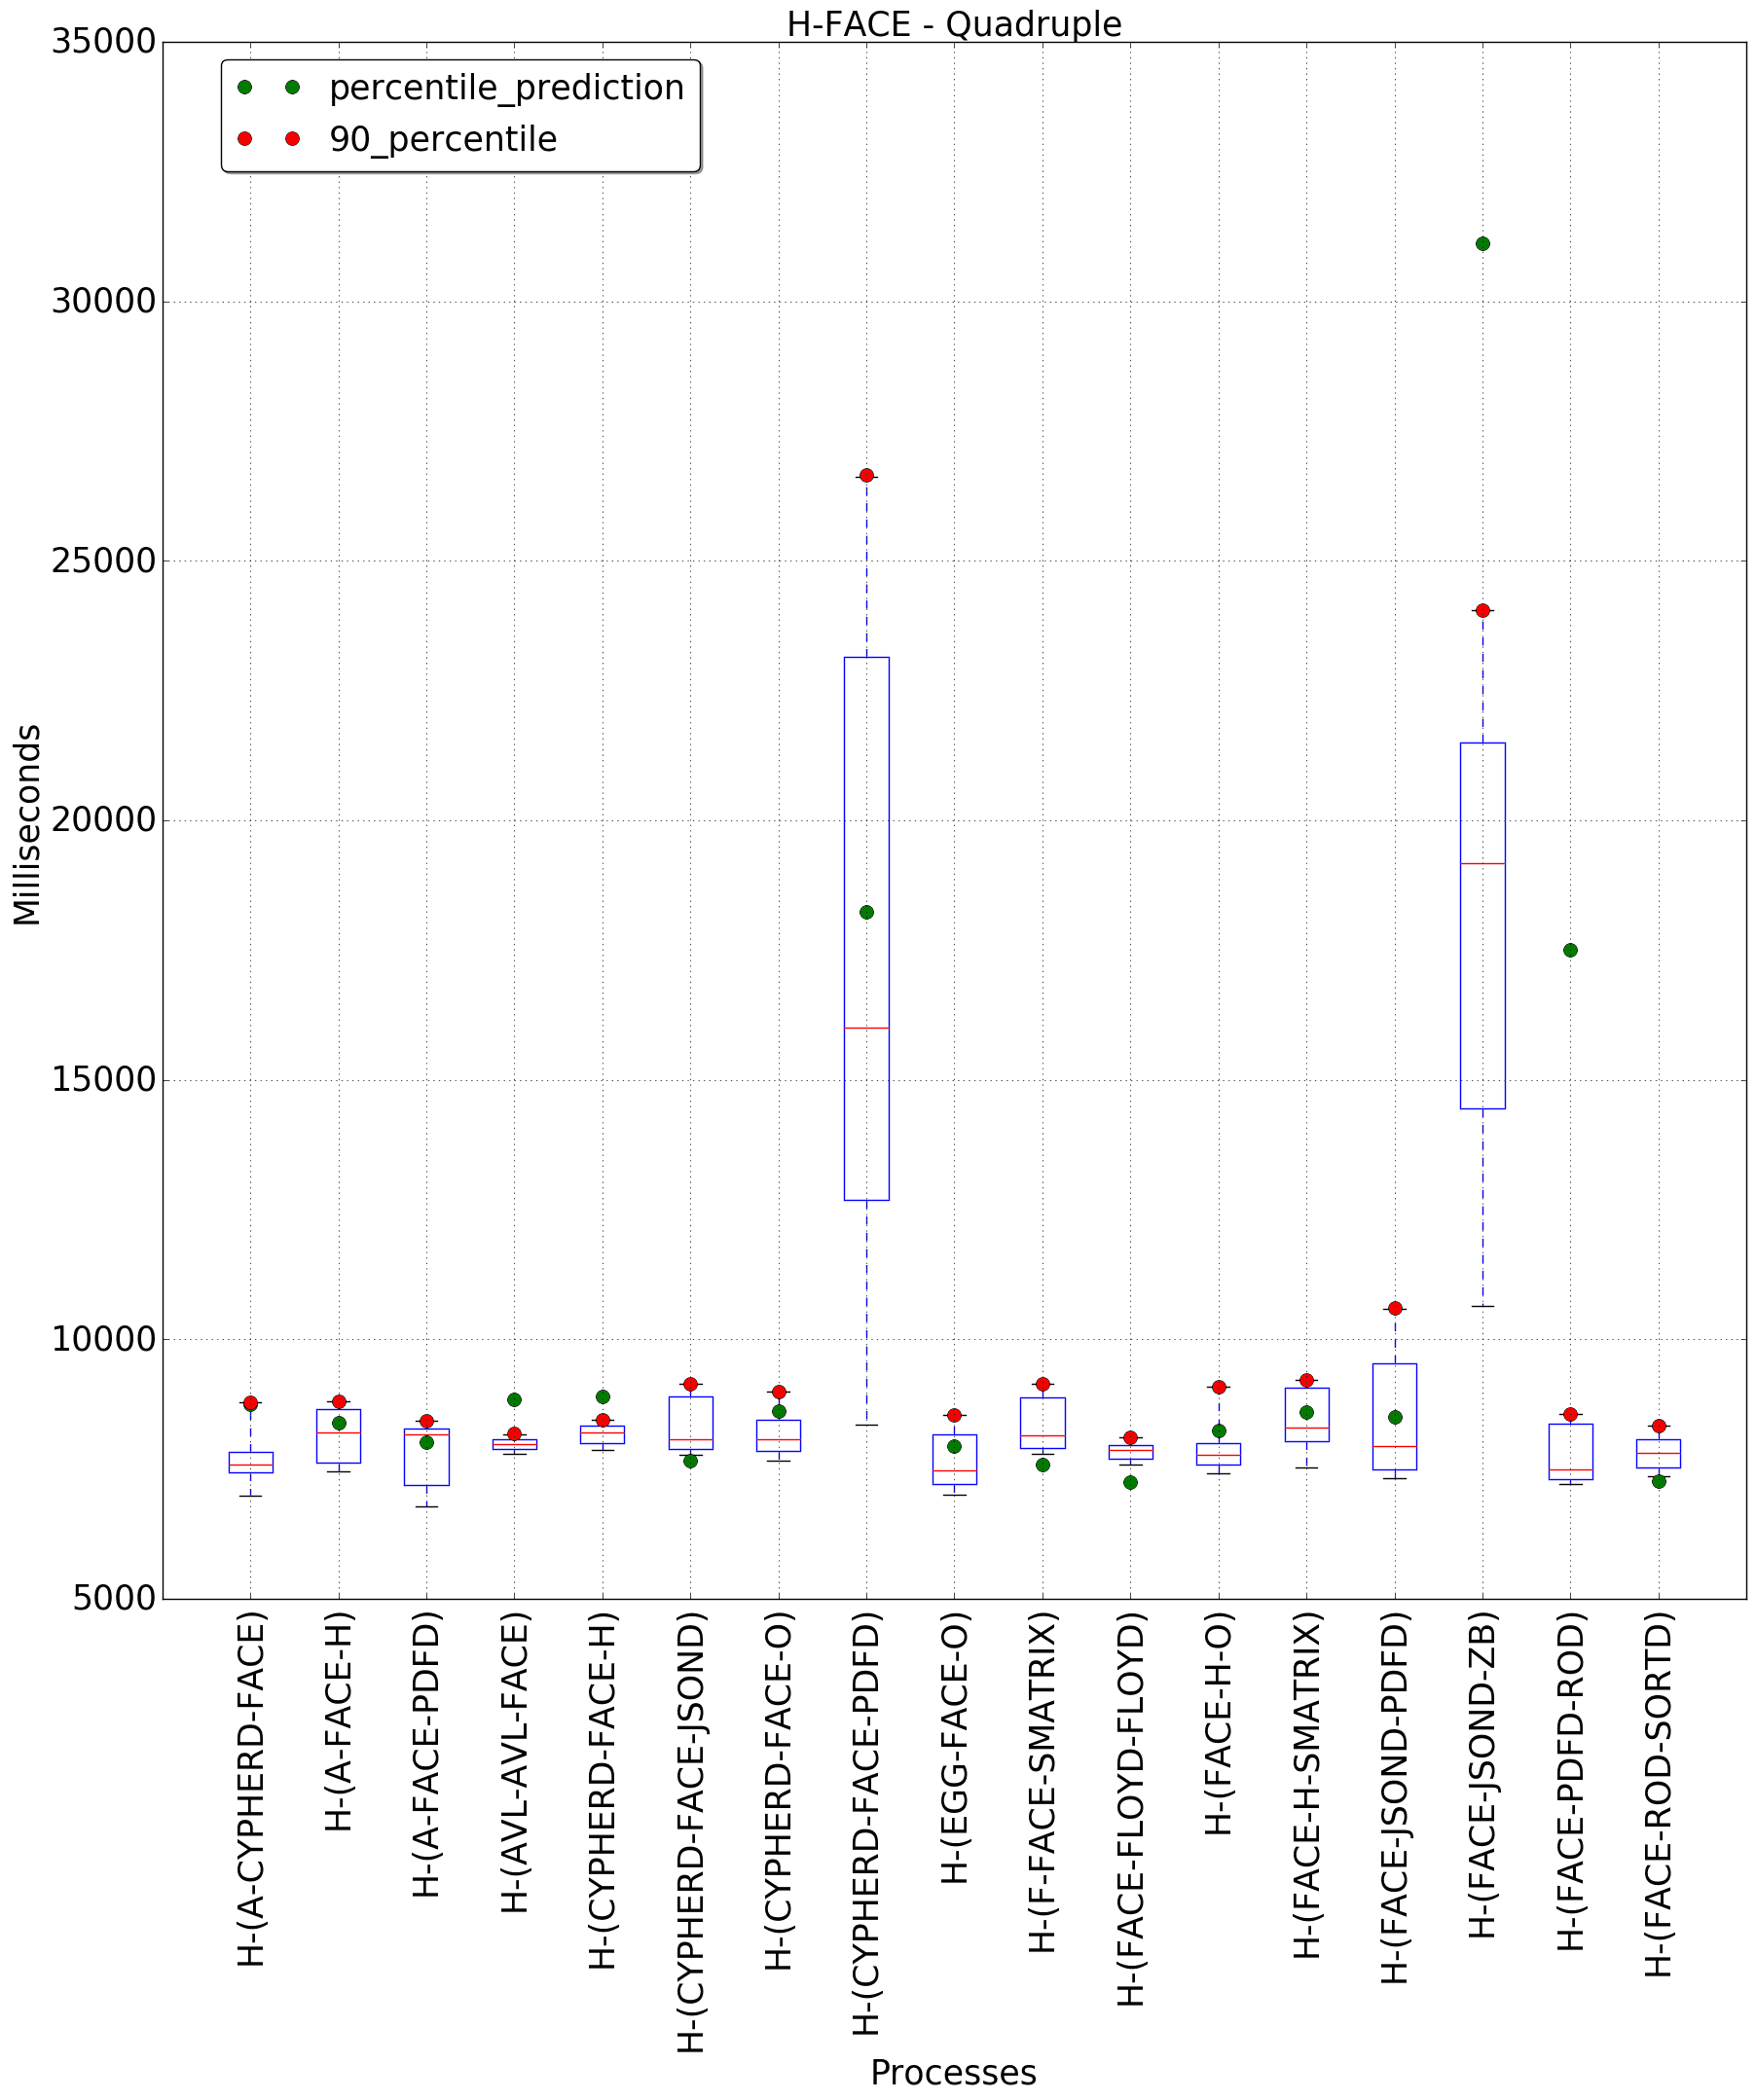 H-FACE - Quadruple
percentile_prediction
90_percentile
35000
30000
25000
20000
15000
10000
5000
Milliseconds
H-(A-CYPHERD-FACE)
H-(A-FACE-H)
H-(A-FACE-PDFD)
H-(AVL-AVL-FACE)
H-(CYPHERD-FACE-H)
H-(CYPHERD-FACE-JSOND)
H-(CYPHERD-FACE-O)
H-(CYPHERD-FACE-PDFD)
H-(EGG-FACE-O)
H-(F-FACE-SMATRIX)
H-(FACE-FLOYD-FLOYD)
H-(FACE-H-O)
H-(FACE-H-SMATRIX)
H-(FACE-JSOND-PDFD)
H-(FACE-JSOND-ZB)
H-(FACE-PDFD-ROD)
H-(FACE-ROD-SORTD)
Processes